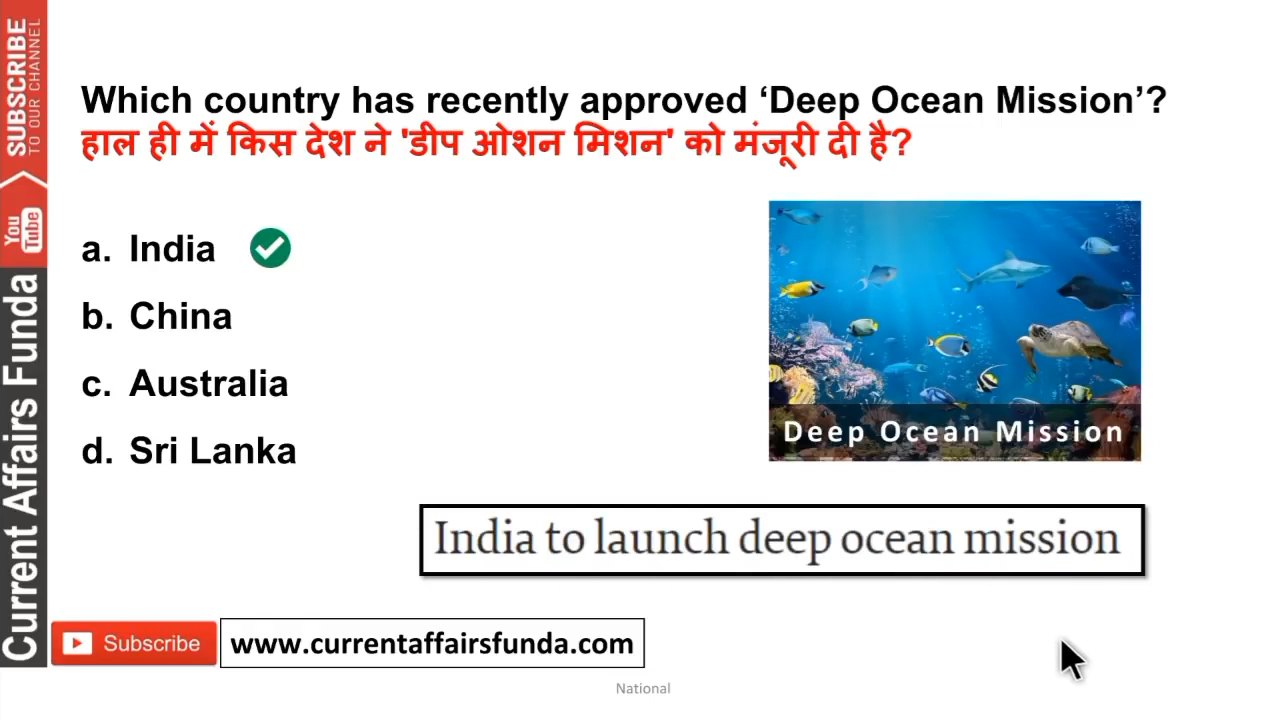 SUBSCRIBE
TO OUR CHANNEL
You
Tube
Current Affairs Funda
Which country has recently approved ‘Deep Ocean Mission’?
हाल ही में किस देश ने 'डीप ओशन मिशन' को मंजूरी दी है?
a. India
b. China
c. Australia
d. Sri Lanka
Deep Ocean Mission
India to launch deep ocean mission
Subscribe
www.currentaffairsfunda.com
National